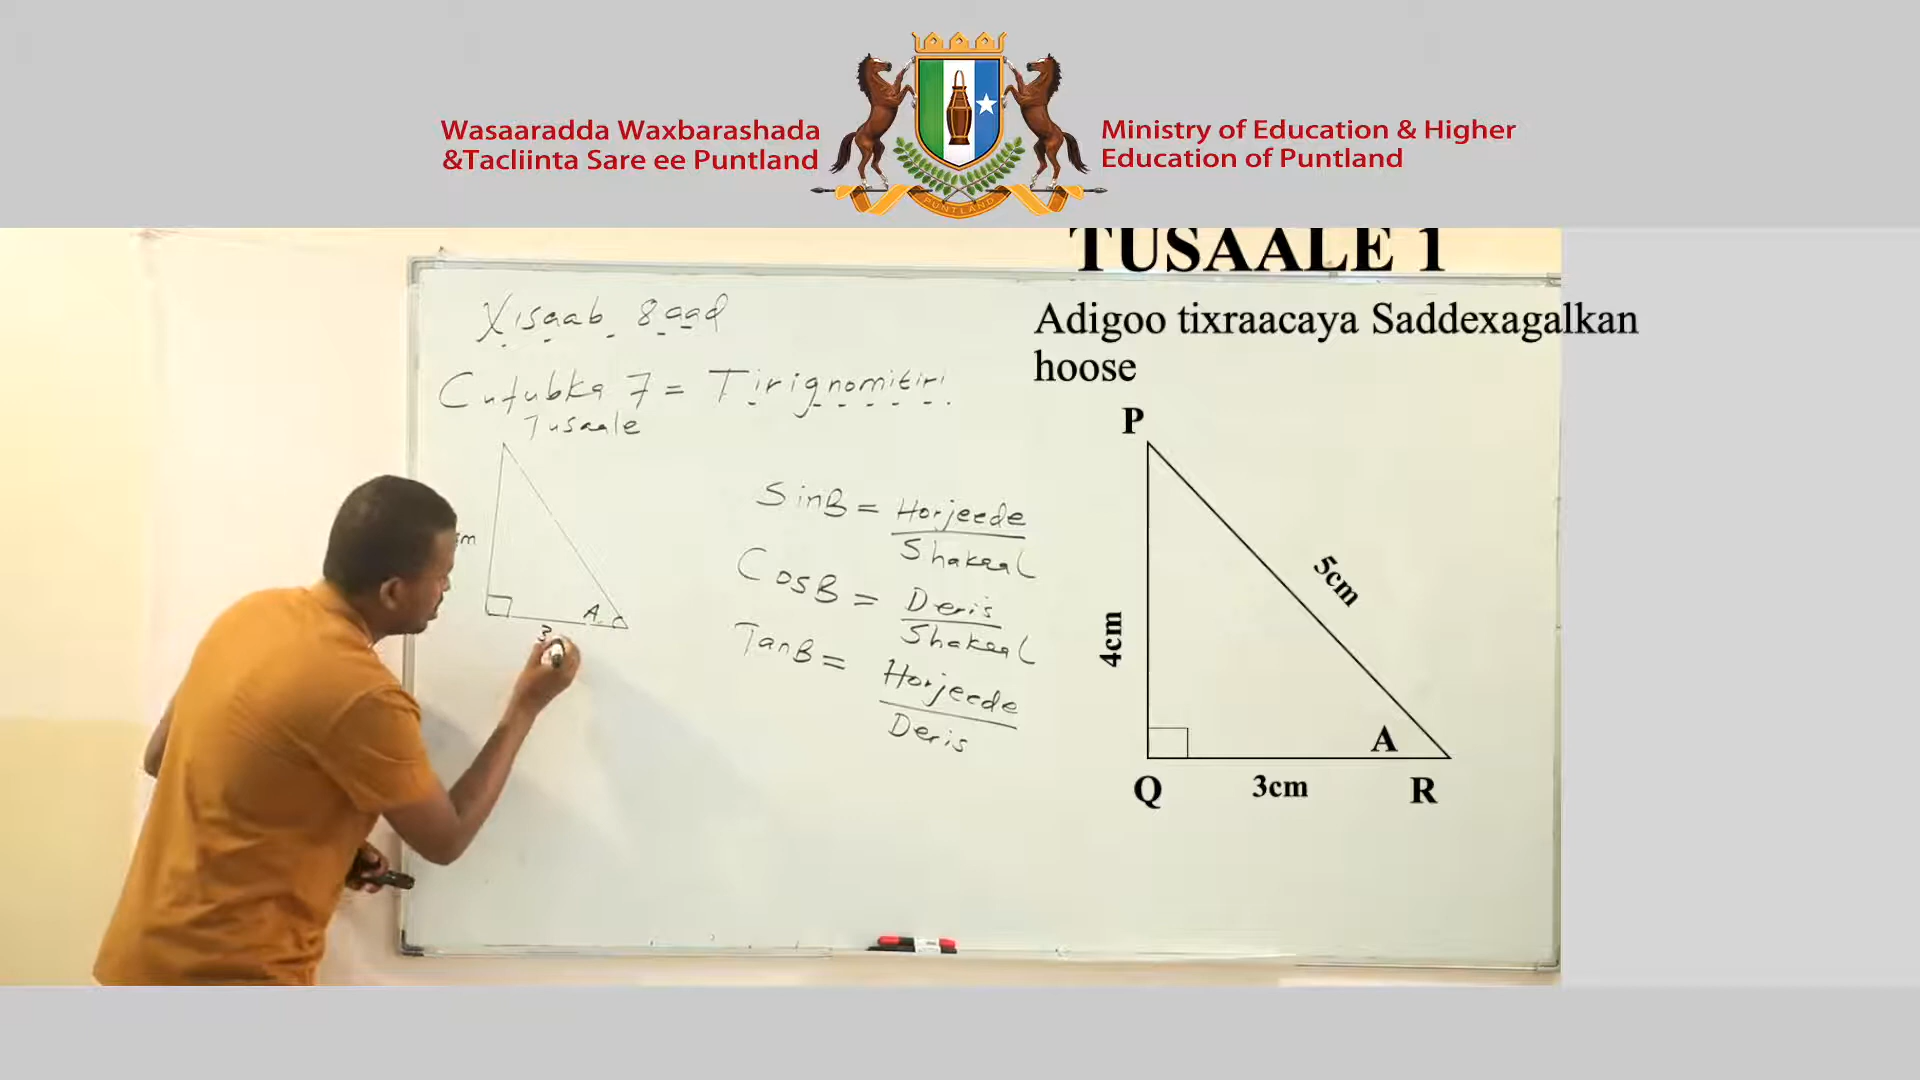 Wasaaradda Waxbarashada
&Tacliinta Sare ee Puntland
PUNTLAND
Ministry of Education & Higher
Education of Puntland
TUSAALE 1
Adigoo tixraacaya Saddexagalkan
hoose
P
5cm
4cm
A
Q
3cm
R
Xisaab 8aad
Cutubka 7 = Tirignomitiri
Tusaale
A
3
SinB = Horjeede
Shakaal
CosB = Deris
Shakaal
TanB = Horjeede
Deris